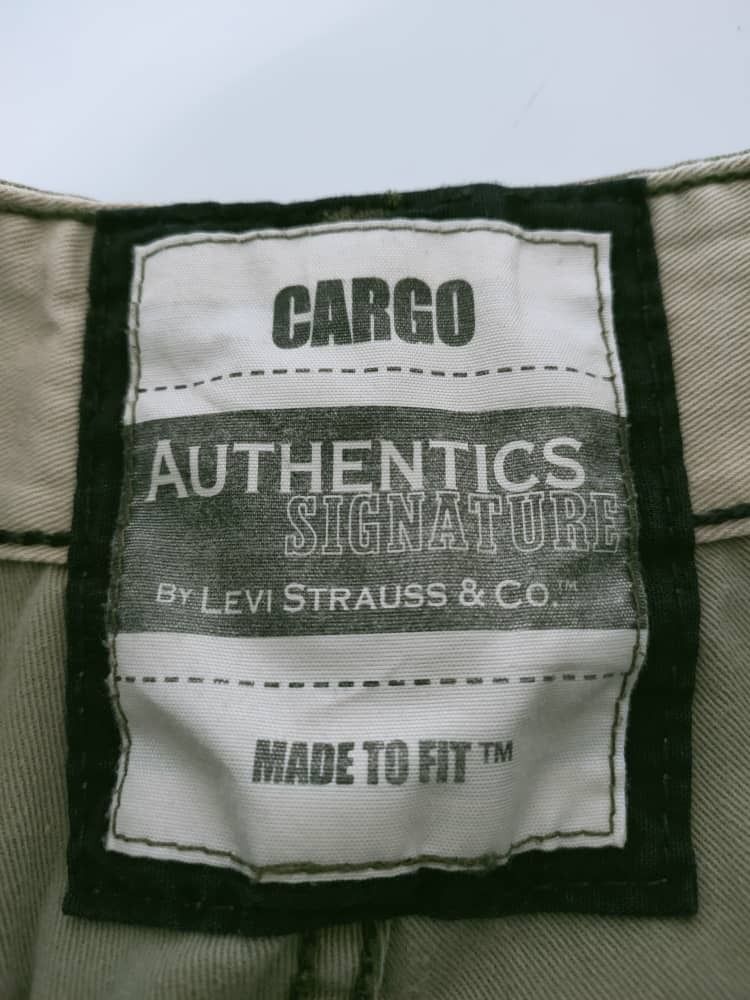 CARGO
AUTHENTICS
SIGNATURE
BY LEVI STRAUSS & CO.™
MADE TO FIT™